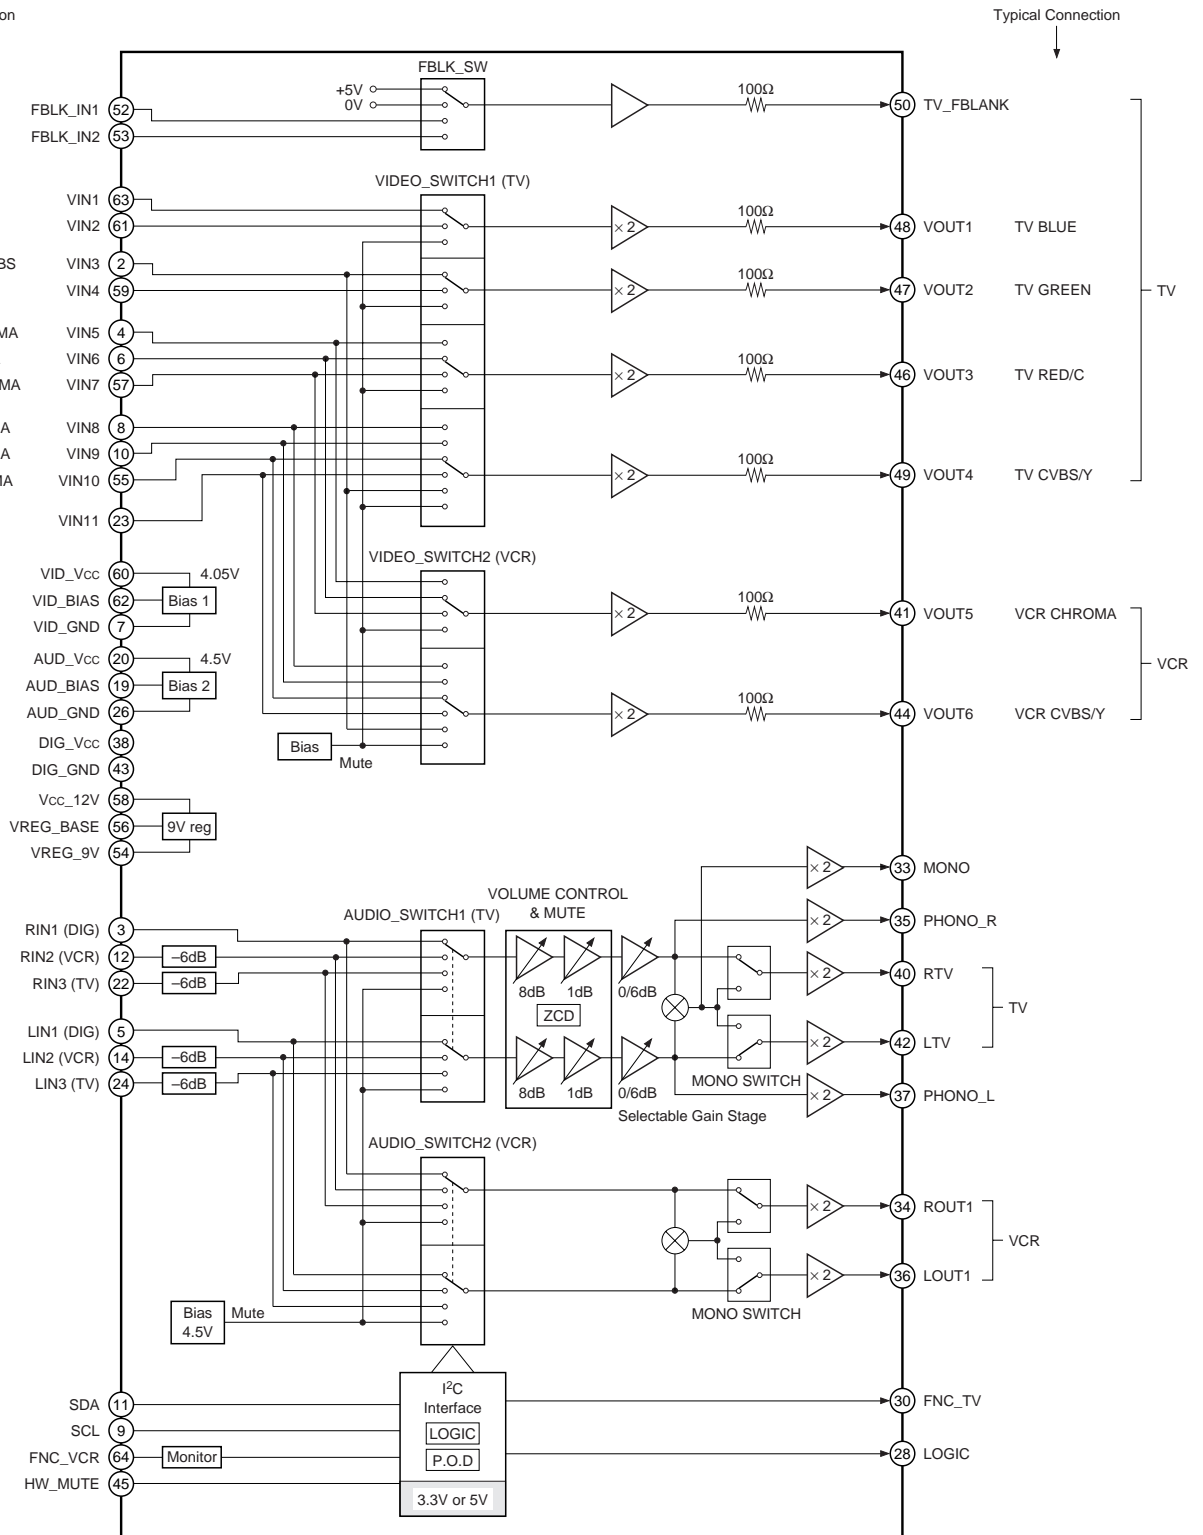 on
Typical Connection
FBLK_SW
+5V
0V
100Ω
FBLK_IN1 52
50 TV_FBLANK
FBLK_IN2 53
VIDEO_SWITCH1 (TV)
VIN1 63
VIN2 61
×2
100Ω
48 VOUT1 TV BLUE
BS VIN3 2
VIN4 59
×2
100Ω
47 VOUT2 TV GREEN
TV
MA VIN5 4
VIN6 6
MA VIN7 57
×2
100Ω
46 VOUT3 TV RED/C
A VIN8 8
A VIN9 10
MA VIN10 55
×2
100Ω
49 VOUT4 TV CVBS/Y
VIN11 23
VIDEO_SWITCH2 (VCR)
VID_Vcc 60 4.05V
VID_BIAS 62 Bias 1
VID_GND 7
×2
100Ω
41 VOUT5 VCR CHROMA
VCR
AUD_Vcc 20 4.5V
AUD_BIAS 19 Bias 2
AUD_GND 26
×2
100Ω
44 VOUT6 VCR CVBS/Y
DIG_Vcc 38
Bias
Mute
DIG_GND 43
Vcc_12V 58
VREG_BASE 56 9V reg
VREG_9V 54
×2
33 MONO
VOLUME CONTROL
& MUTE
AUDIO_SWITCH1 (TV)
×2
35 PHONO_R
RIN1 (DIG) 3
RIN2 (VCR) 12 –6dB
RIN3 (TV) 22 –6dB
8dB 1dB 0/6dB
×2
40 RTV
TV
ZCD
LIN1 (DIG) 5
LIN2 (VCR) 14 –6dB
LIN3 (TV) 24 –6dB
8dB 1dB 0/6dB
×2
42 LTV
MONO SWITCH
×2
37 PHONO_L
Selectable Gain Stage
AUDIO_SWITCH2 (VCR)
×2
34 ROUT1
VCR
×2
36 LOUT1
MONO SWITCH
Bias
4.5V
Mute
I²C
Interface
LOGIC
P.O.D
3.3V or 5V
SDA 11
30 FNC_TV
SCL 9
FNC_VCR 64 Monitor
28 LOGIC
HW_MUTE 45